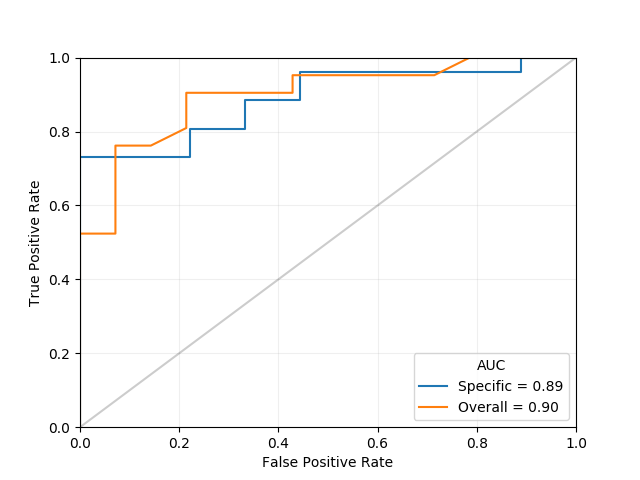 1.0
0.8
0.6
0.4
0.2
0.0
True Positive Rate
AUC
Specific = 0.89
Overall = 0.90
0.0 0.2 0.4 0.6 0.8 1.0
False Positive Rate